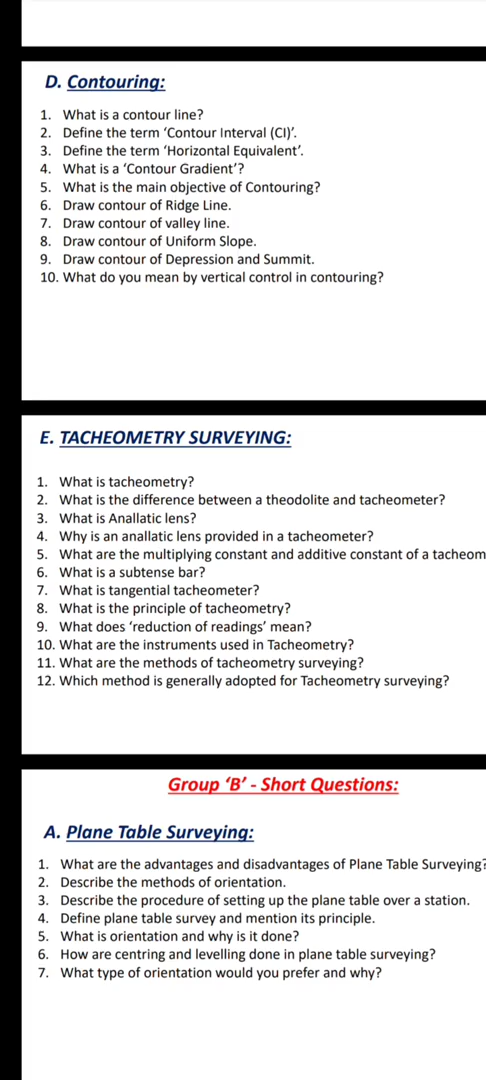 D. Contouring:
1. What is a contour line?
2. Define the term ‘Contour Interval (CI)’.
3. Define the term ‘Horizontal Equivalent’.
4. What is a ‘Contour Gradient’?
5. What is the main objective of Contouring?
6. Draw contour of Ridge Line.
7. Draw contour of valley line.
8. Draw contour of Uniform Slope.
9. Draw contour of Depression and Summit.
10. What do you mean by vertical control in contouring?
E. TACHEOMETRY SURVEYING:
1. What is tacheometry?
2. What is the difference between a theodolite and tacheometer?
3. What is Anallatic lens?
4. Why is an anallatic lens provided in a tacheometer?
5. What are the multiplying constant and additive constant of a tacheom
6. What is a subtense bar?
7. What is tangential tacheometer?
8. What is the principle of tacheometry?
9. What does ‘reduction of readings’ mean?
10. What are the instruments used in Tacheometry?
11. What are the methods of tacheometry surveying?
12. Which method is generally adopted for Tacheometry surveying?
Group ‘B’ - Short Questions:
A. Plane Table Surveying:
1. What are the advantages and disadvantages of Plane Table Surveying?
2. Describe the methods of orientation.
3. Describe the procedure of setting up the plane table over a station.
4. Define plane table survey and mention its principle.
5. What is orientation and why is it done?
6. How are centring and levelling done in plane table surveying?
7. What type of orientation would you prefer and why?